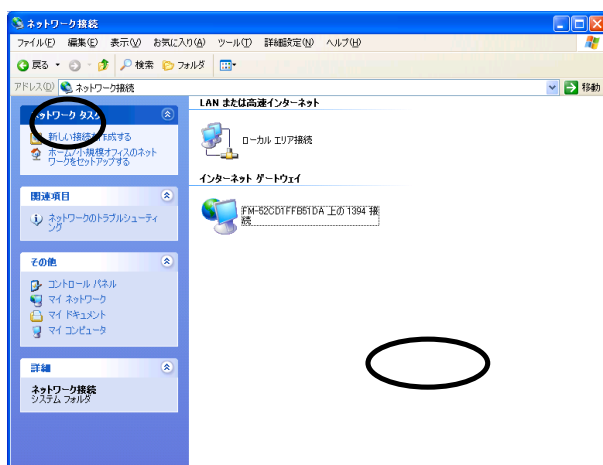 ネットワーク接続
ファイル(F) 編集(E) 表示(V) お気に入り(A) ツール(T) 詳細設定(N) ヘルプ(H)
戻る 検索 フォルダ
アドレス(D) ネットワーク接続 移動
ネットワーク タスク
新しい接続を作成する
ホーム/小規模オフィスのネット
ワークをセットアップする
関連項目
ネットワークのトラブルシューティ
ング
その他
コントロール パネル
マイ ネットワーク
マイ ドキュメント
マイ コンピュータ
詳細
ネットワーク接続
システム フォルダ
LAN または高速インターネット
ローカル エリア接続
インターネット ゲートウェイ
FM-52CD1FFB51DA 上の 1394 接
続